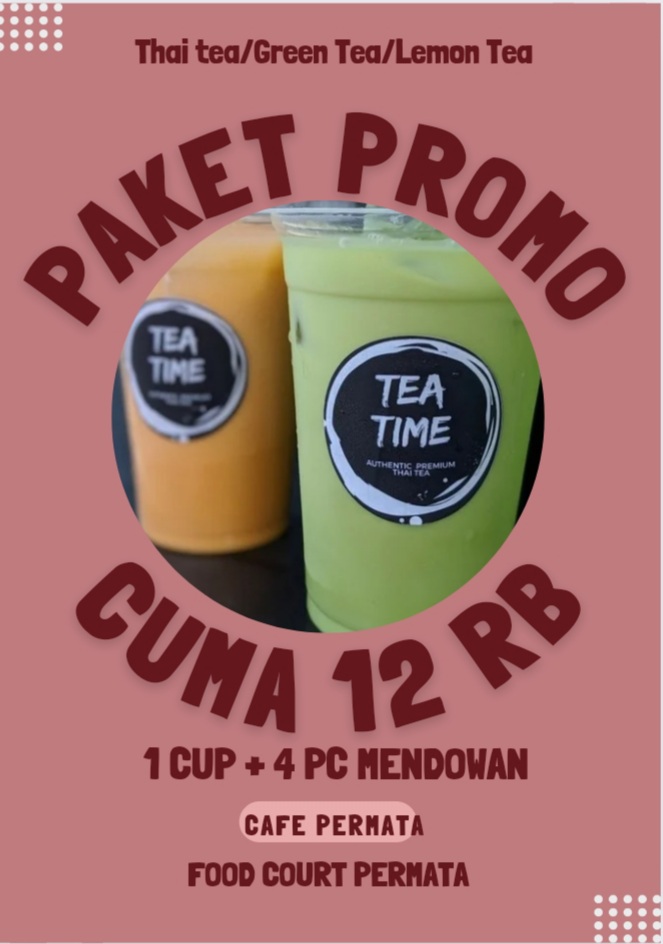 Thai tea/Green Tea/Lemon Tea
PAKET PROMO
TEA
TIME
TEA
TIME
AUTHENTIC PREMIUM
THAI TEA
CUMA 12 RB
1 CUP + 4 PC MENDOWAN
CAFE PERMATA
FOOD COURT PERMATA